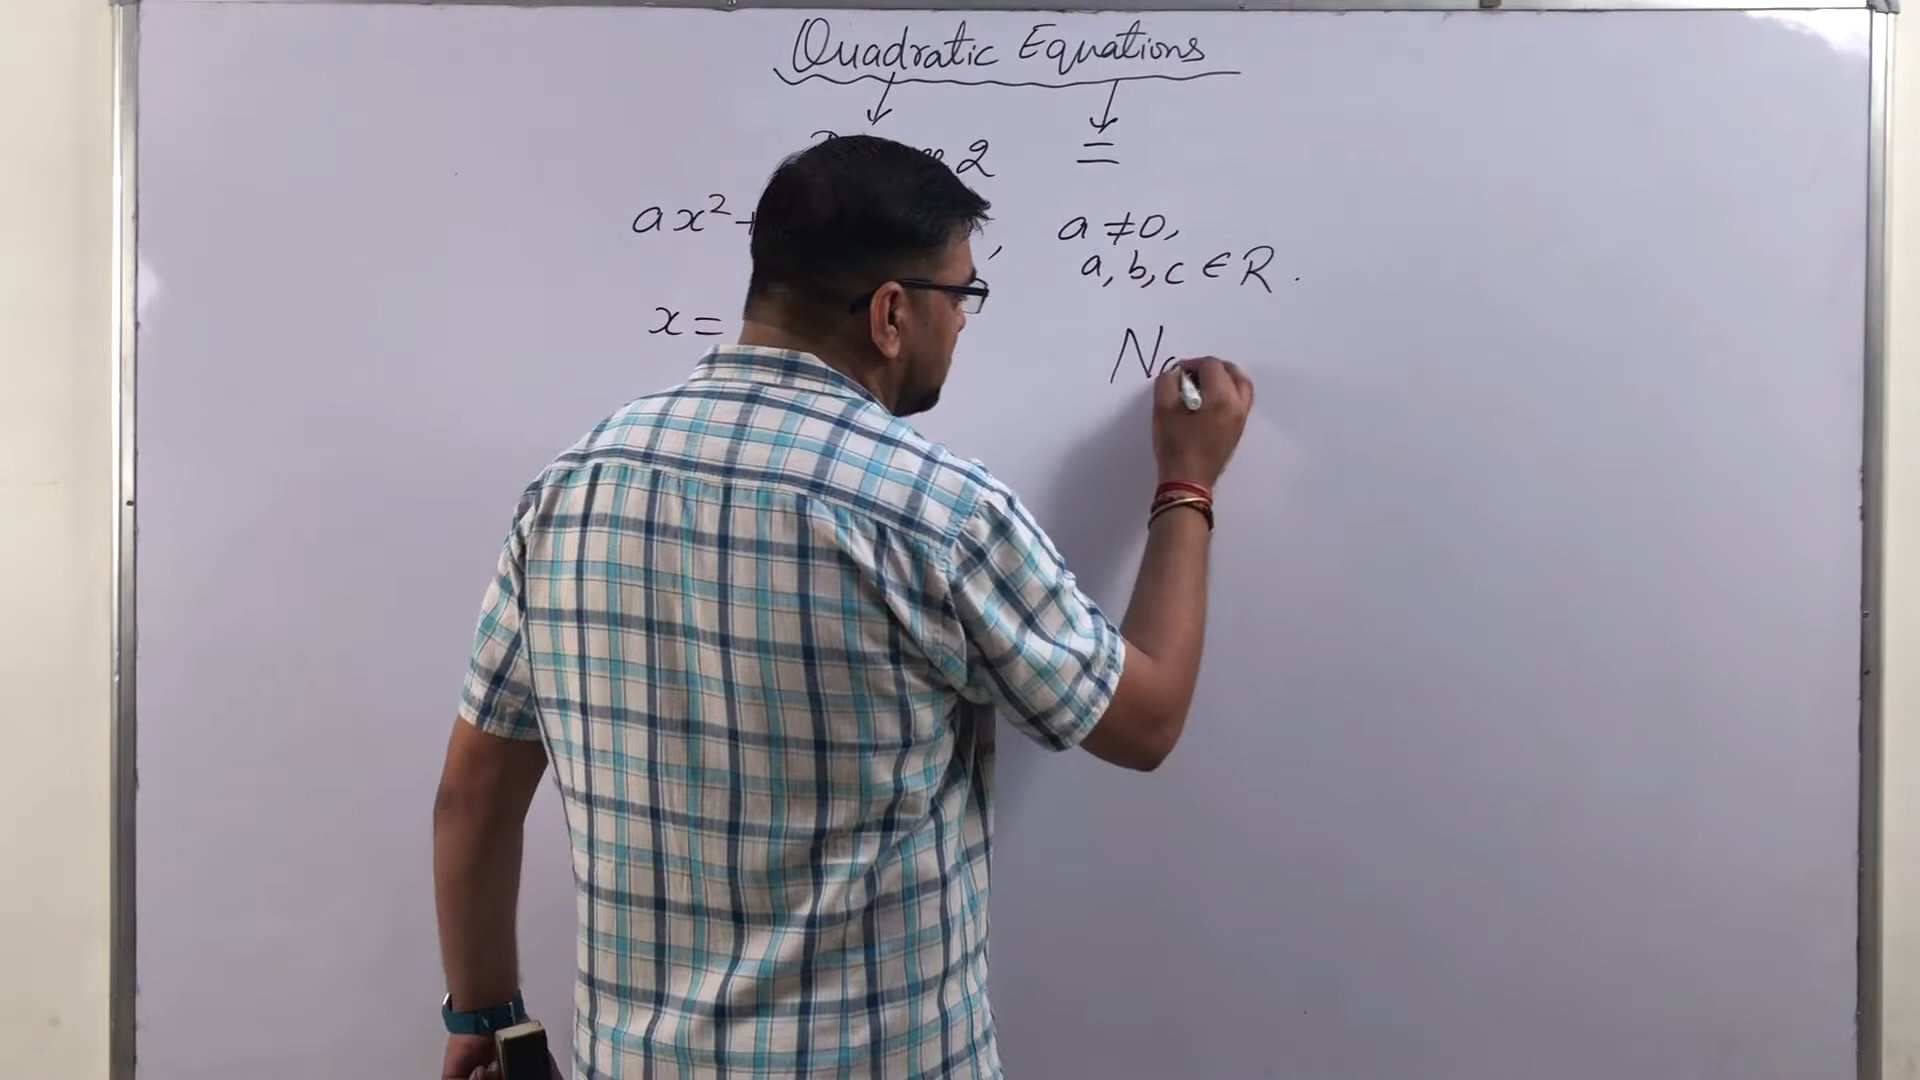 Quadratic Equations
2 =
ax² + , a ≠ 0,
a, b, c ∈ R.
x =